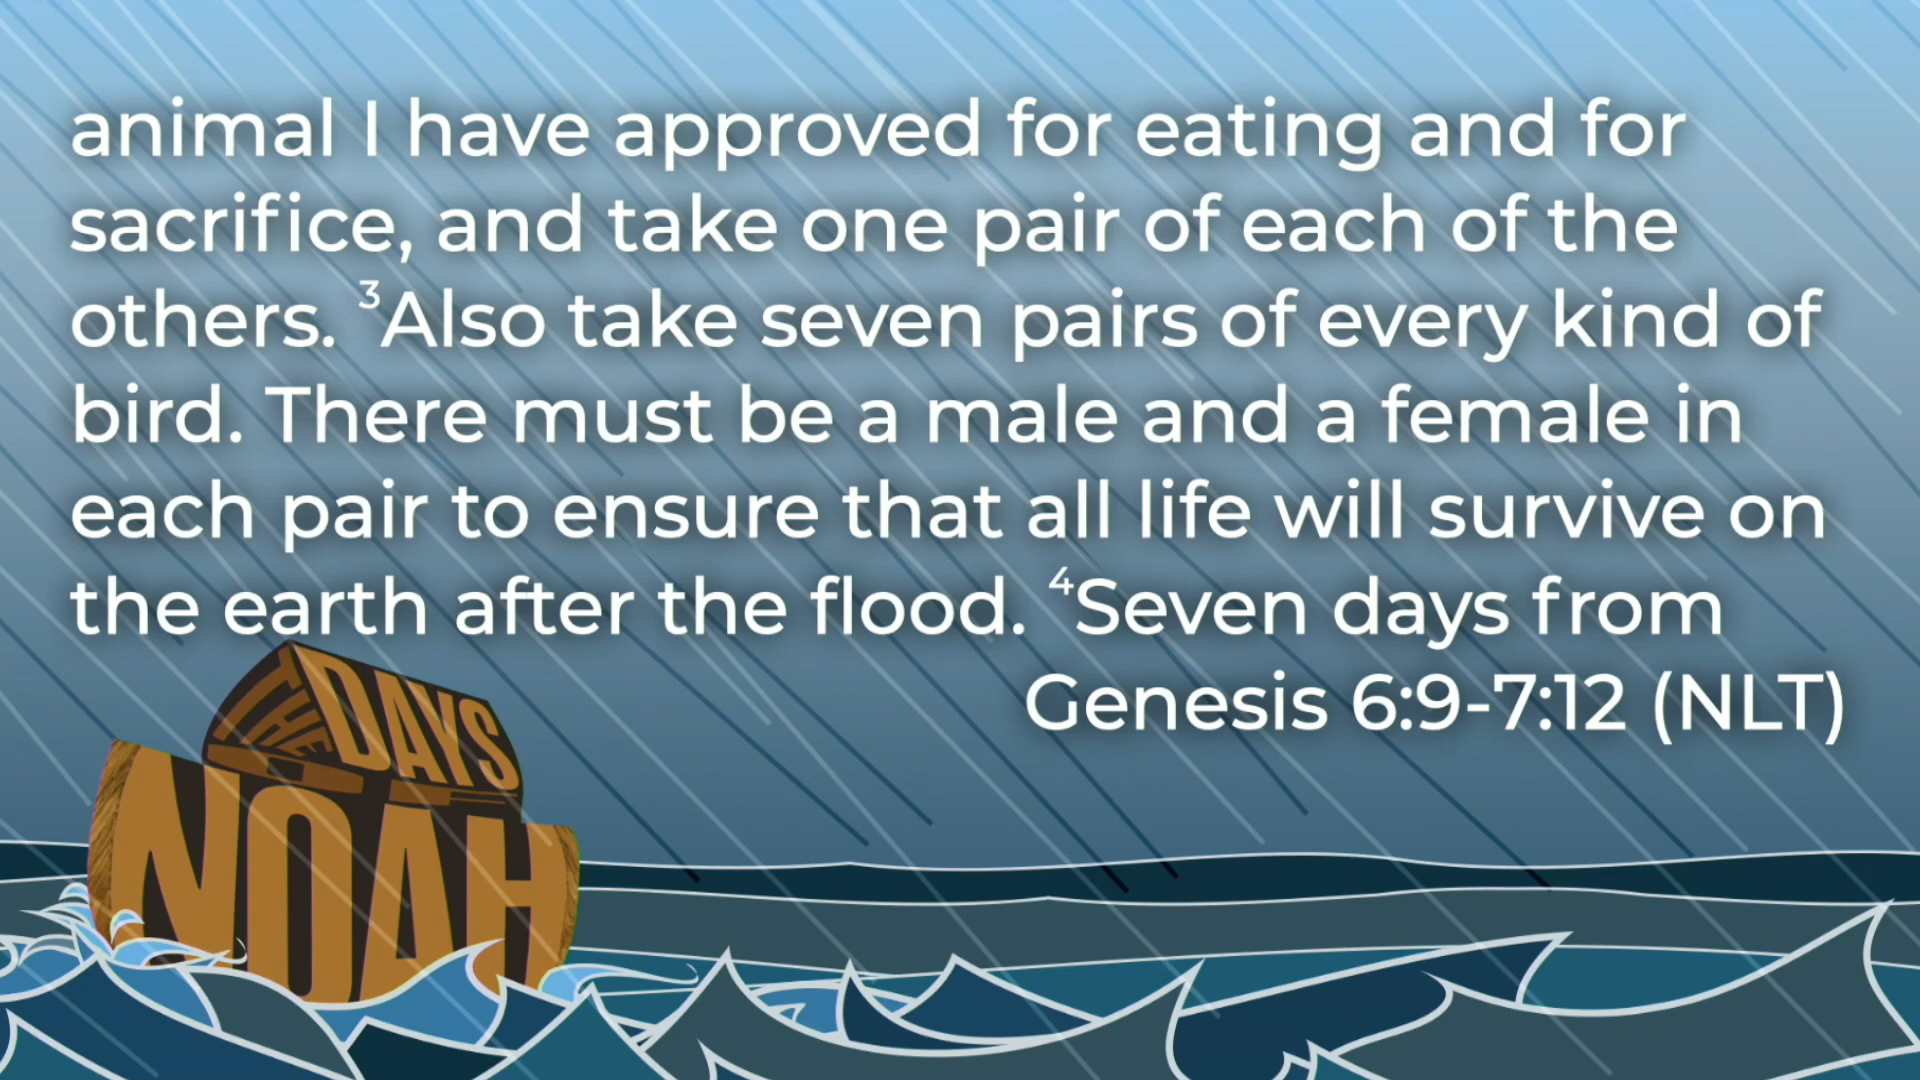 animal I have approved for eating and for
sacrifice, and take one pair of each of the
others. ³Also take seven pairs of every kind of
bird. There must be a male and a female in
each pair to ensure that all life will survive on
the earth after the flood. ⁴Seven days from
Genesis 6:9-7:12 (NLT)
THE DAYS
NOAH